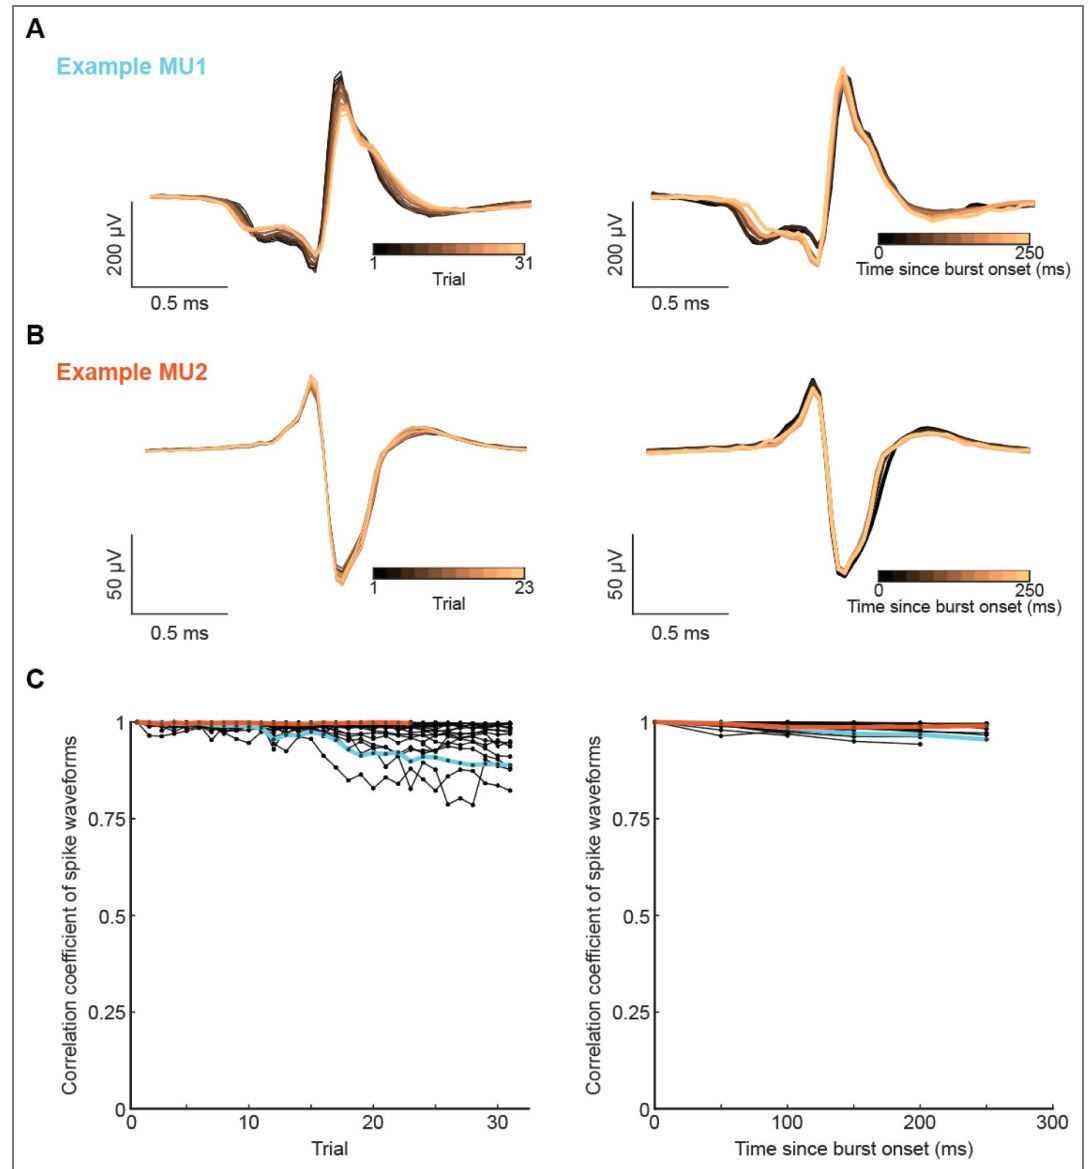 A
Example MU1
200 µV
0.5 ms
1
31
Trial
200 µV
0.5 ms
0
250
Time since burst onset (ms)
B
Example MU2
50 µV
0.5 ms
1
23
Trial
50 µV
0.5 ms
0
250
Time since burst onset (ms)
C
Correlation coefficient of spike waveforms
1
0.75
0.5
0.25
0
0
10
20
30
Trial
Correlation coefficient of spike waveforms
1
0.75
0.5
0.25
0
0
100
200
300
Time since burst onset (ms)